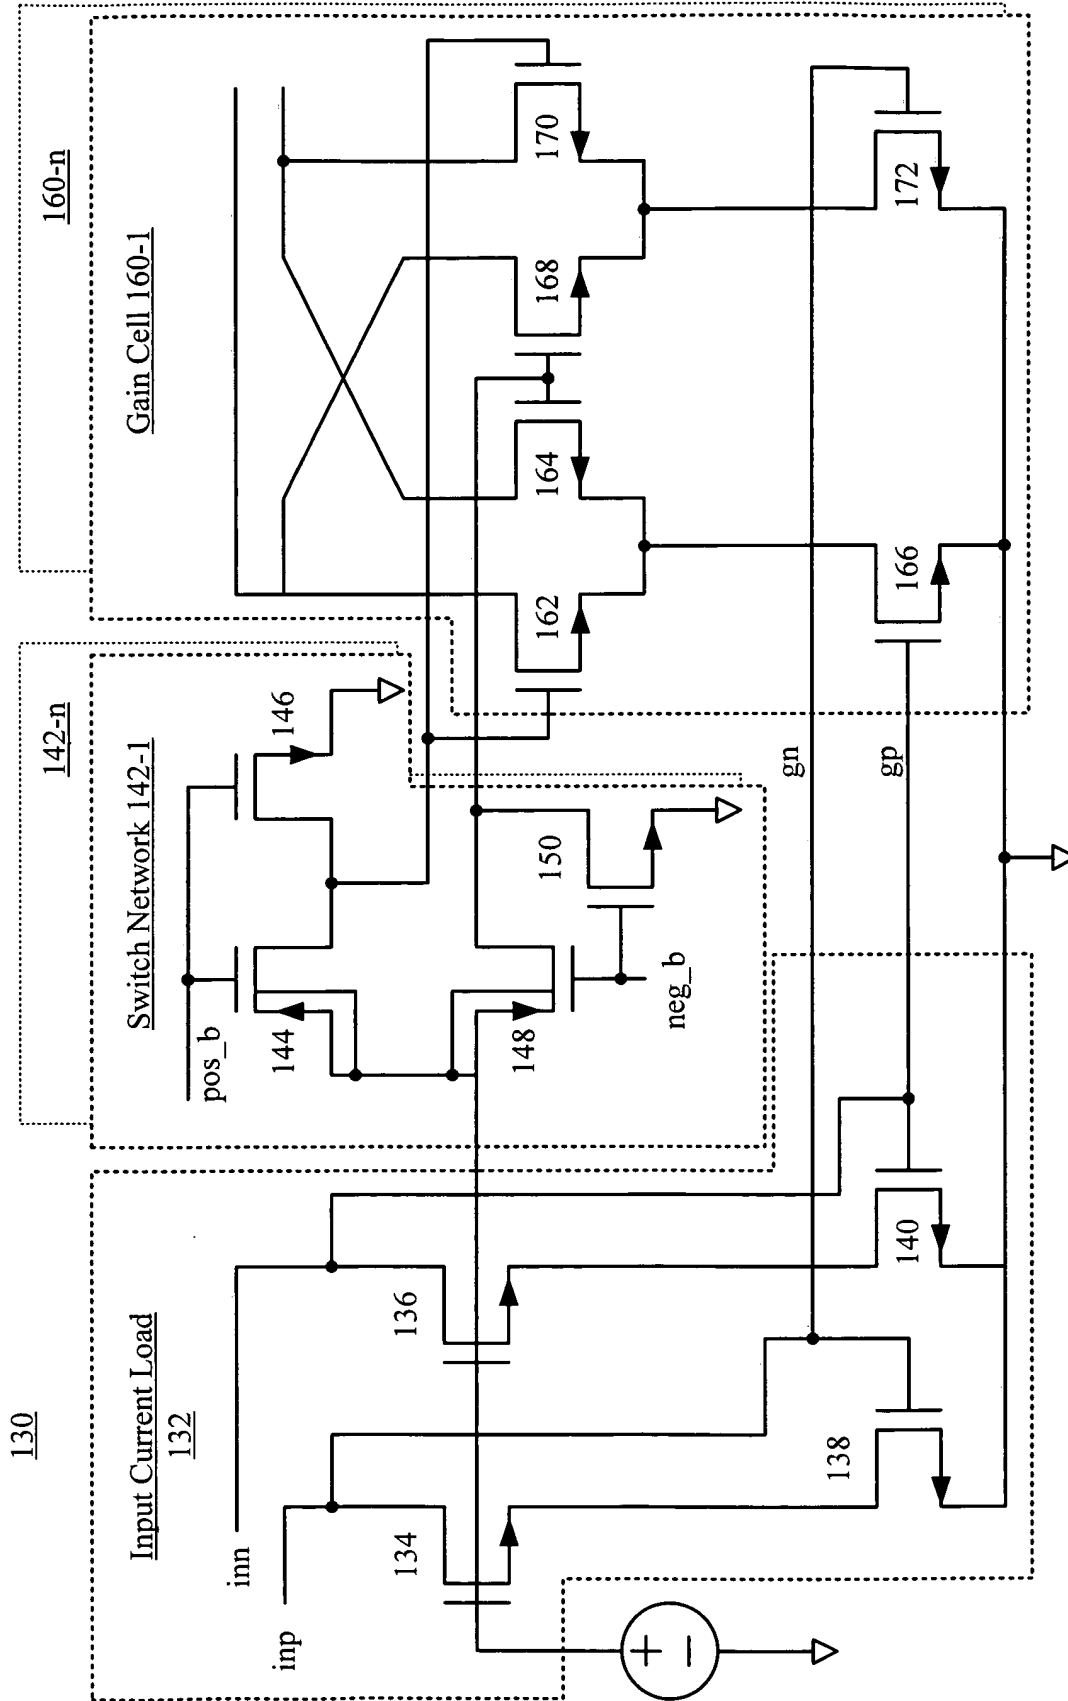 130
Input Current Load
132
inn
inp
134
136
138
140
142-n
Switch Network 142-1
pos_b
144
146
148
150
neg_b
gn
gp
160-n
Gain Cell 160-1
162
164
168
170
166
172
+
−